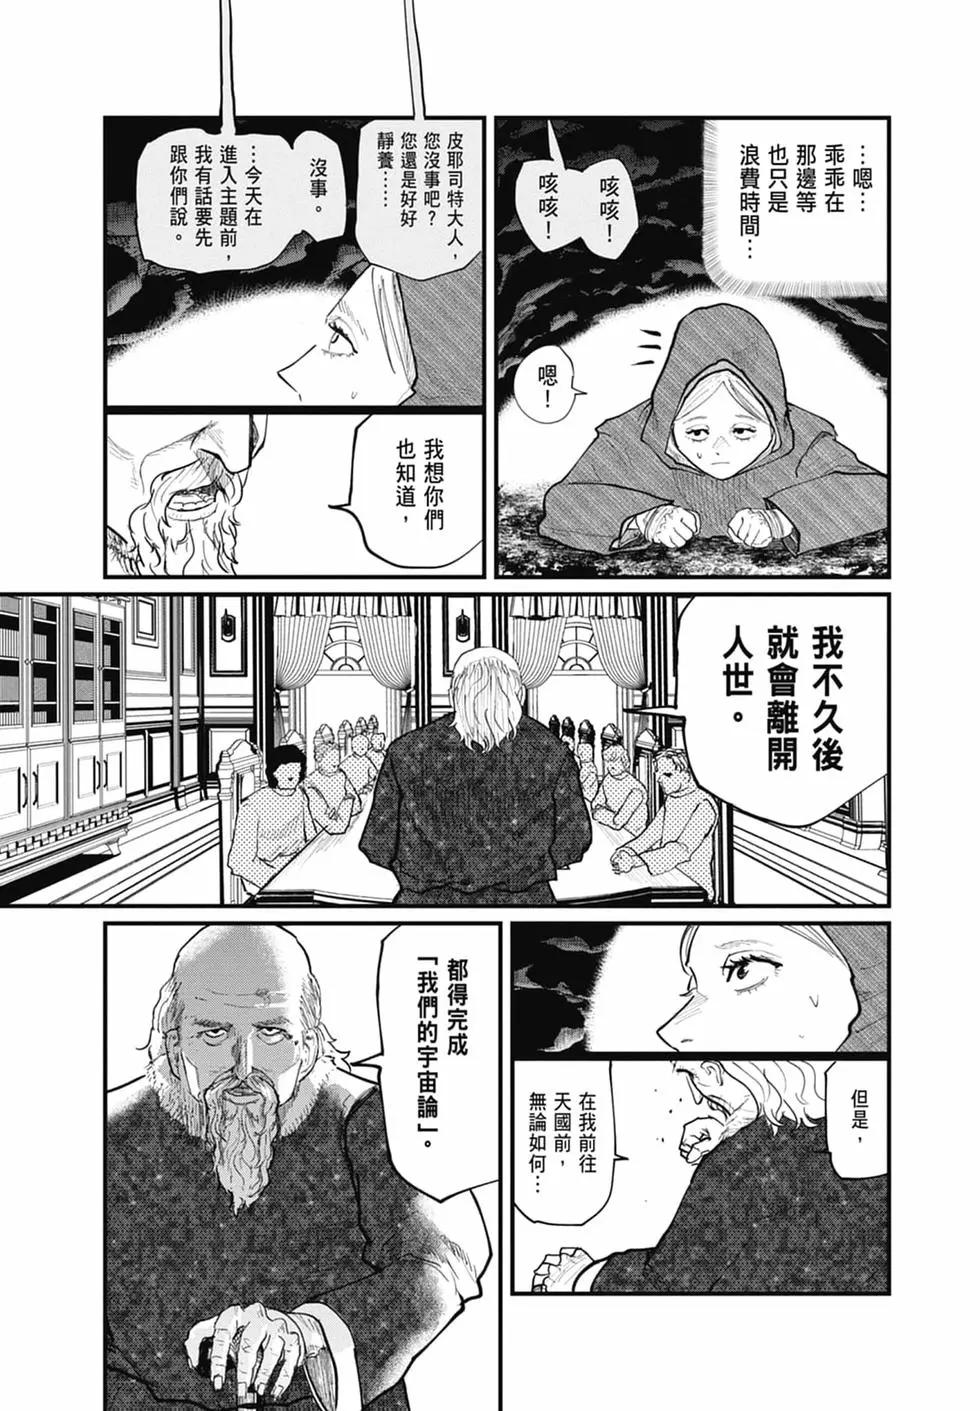 …嗯…
乖乖在
那邊等
也只是
浪費時間…
咳咳！
咳咳！
嗯！
皮耶司特大人，
您沒事吧？
您還是好好
靜養……
沒事。
…今天在
進入主題前，
我有話要先
跟你們說。
我想你們
也知道，
我不久後
就會離開
人世。
但是，
在我前往
天國前，
無論如何…
都得完成
「我們的宇宙論」。